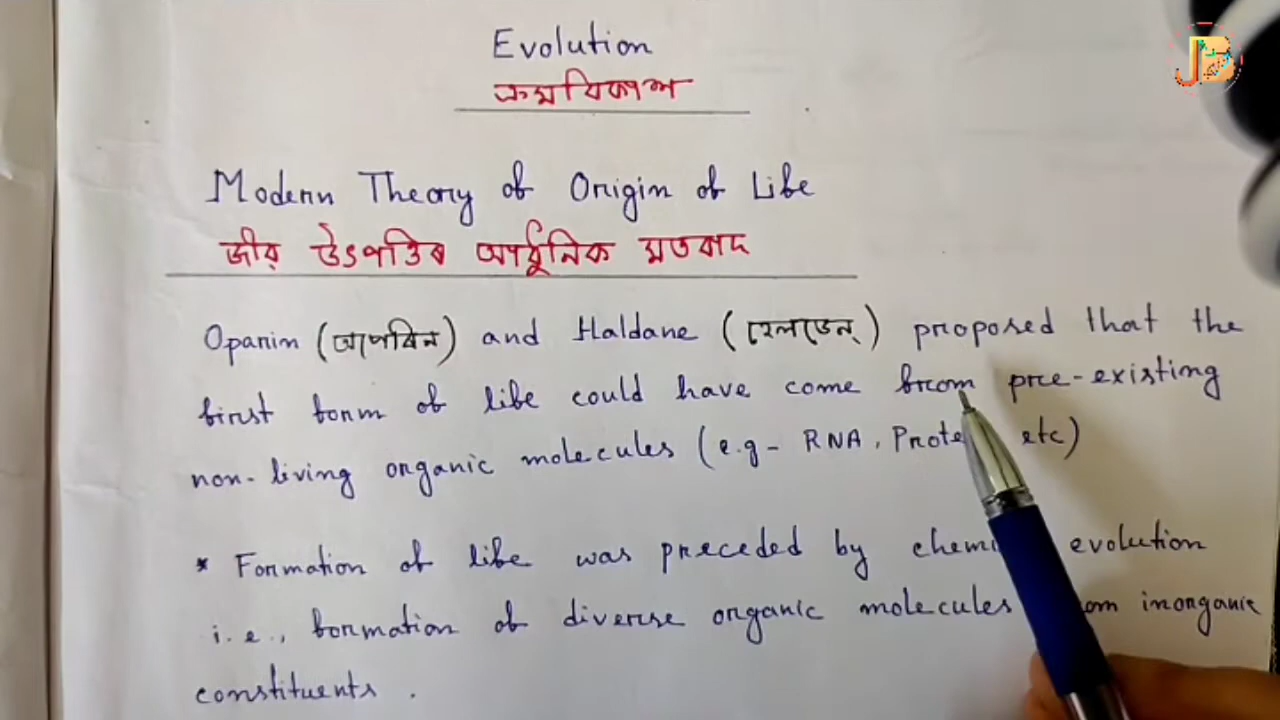 Evolution
ক্ৰমবিকাশ
Modern Theory of Origin of Life
জীৱ উৎপত্তিৰ আধুনিক মতবাদ
Oparin (অপেৰিন) and Haldane (হেলডেন্) proposed that the
first form of life could have come from pre-existing
non-living organic molecules (e.g- RNA, Prote etc)
* Formation of life was preceded by chemi evolution
i.e., formation of diverse organic molecules om inorganic
constituents.
JB